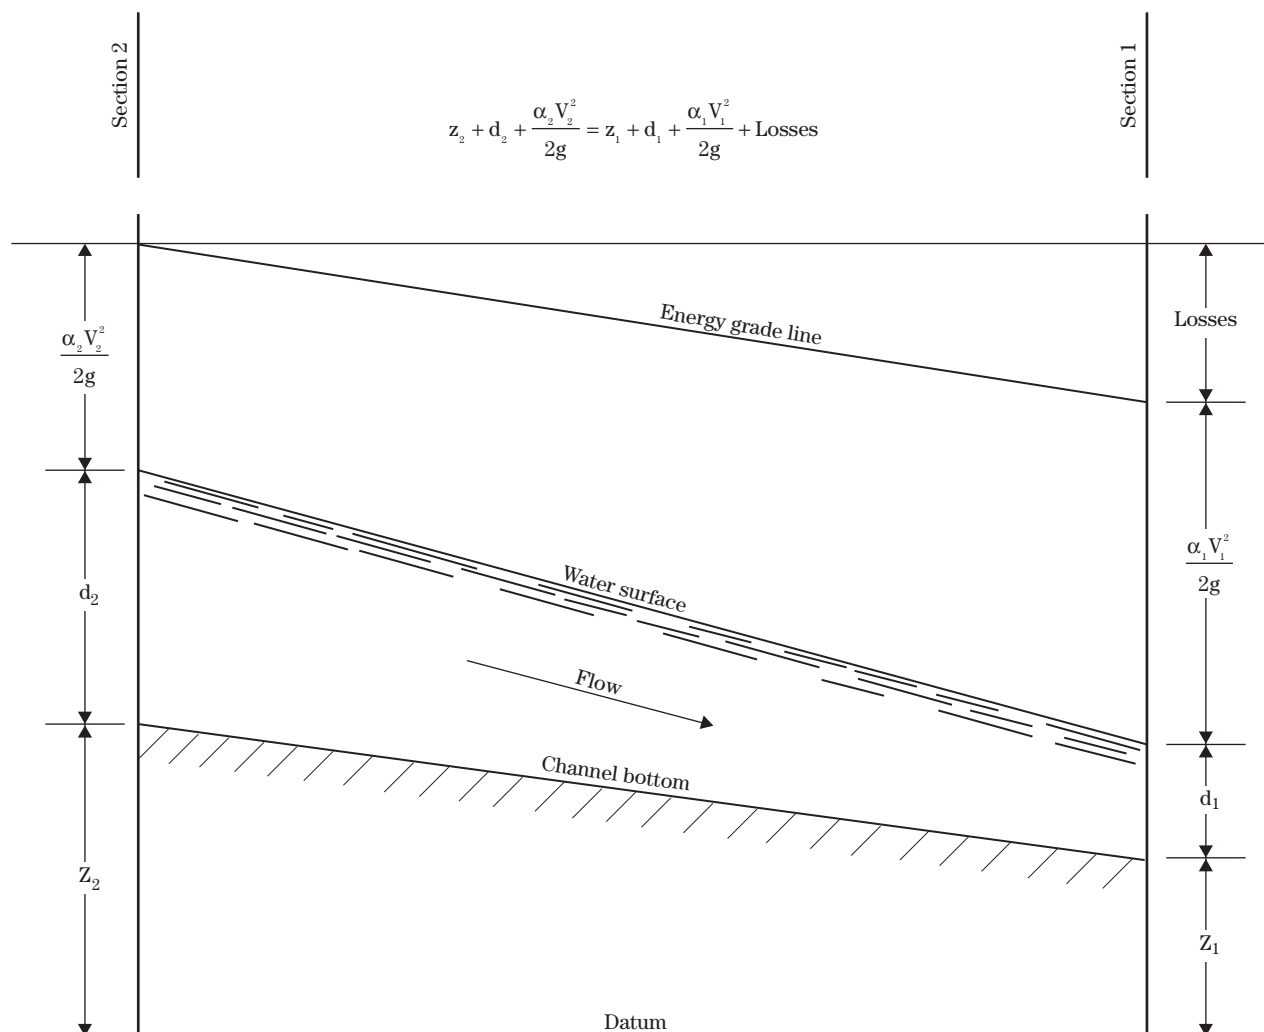 Section 2
Section 1
z₂ + d₂ + α₂V₂²/2g = z₁ + d₁ + α₁V₁²/2g + Losses
Energy grade line
Losses
α₂V₂²/2g
Water surface
α₁V₁²/2g
d₂
Flow
Channel bottom
d₁
Z₂
Z₁
Datum